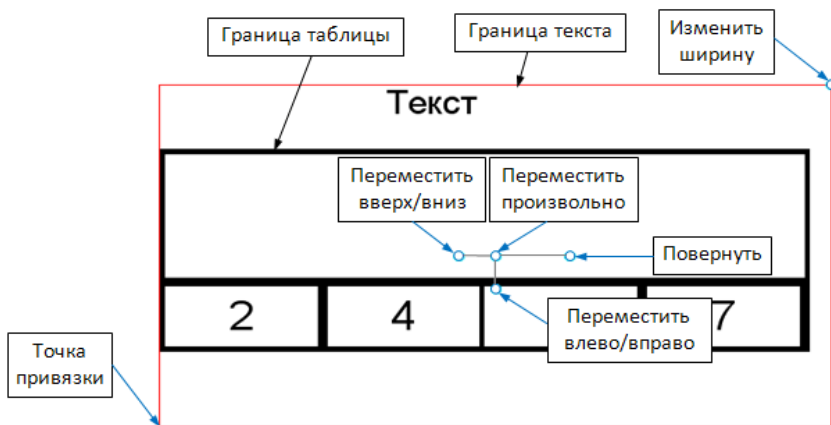 Граница таблицы
Граница текста
Изменить
ширину
Текст
Переместить
вверх/вниз
Переместить
произвольно
Повернуть
2
4
7
Переместить
влево/вправо
Точка
привязки